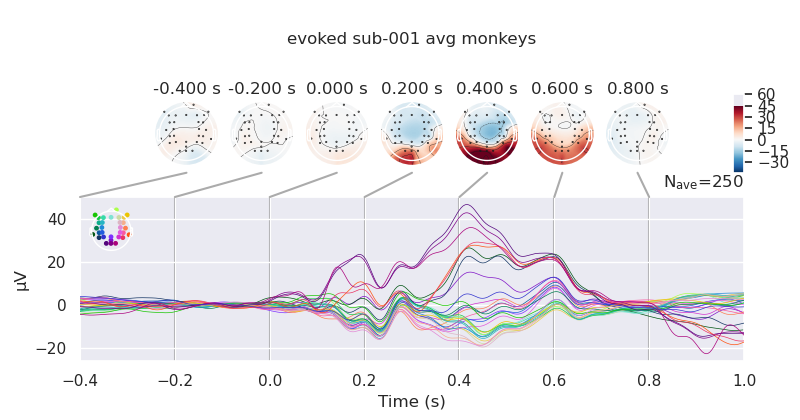 evoked sub-001 avg monkeys
-0.400 s -0.200 s 0.000 s 0.200 s 0.400 s 0.600 s 0.800 s
60
45
30
15
0
−15
−30
Nave=250
40
20
0
−20
µV
−0.4 −0.2 0.0 0.2 0.4 0.6 0.8 1.0
Time (s)